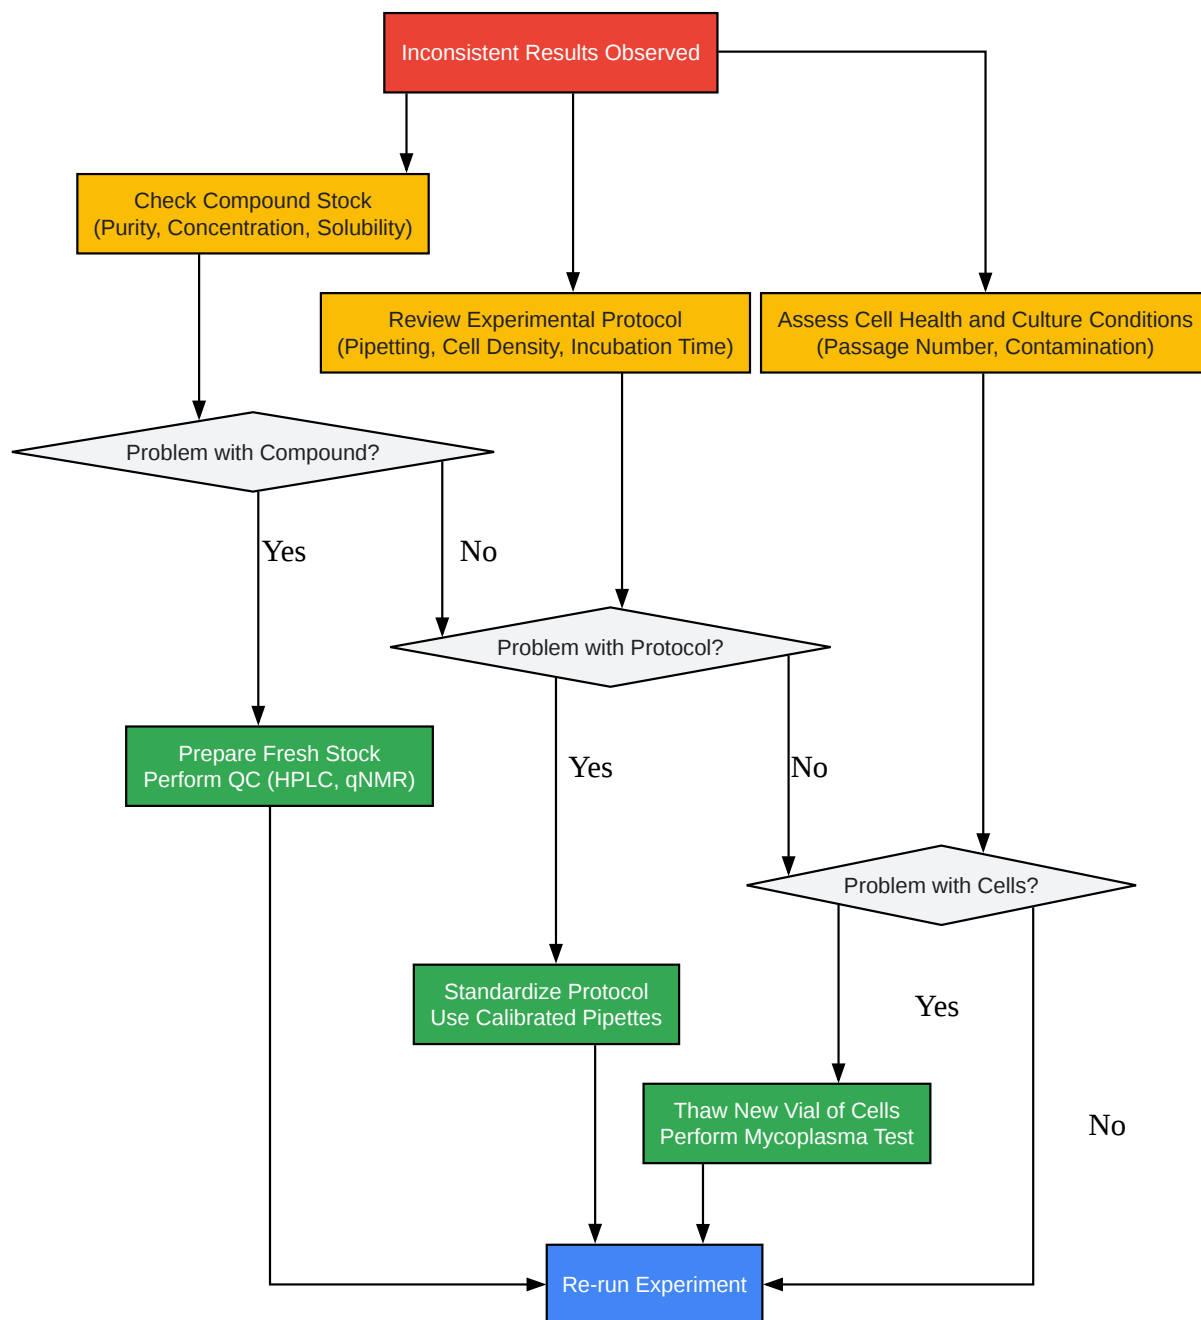 Inconsistent Results Observed
Check Compound Stock
(Purity, Concentration, Solubility)
Review Experimental Protocol
(Pipetting, Cell Density, Incubation Time)
Assess Cell Health and Culture Conditions
(Passage Number, Contamination)
Problem with Compound?
Yes
No
Problem with Protocol?
Prepare Fresh Stock
Perform QC (HPLC, qNMR)
Yes
No
Problem with Cells?
Standardize Protocol
Use Calibrated Pipettes
Yes
Thaw New Vial of Cells
Perform Mycoplasma Test
No
Re-run Experiment